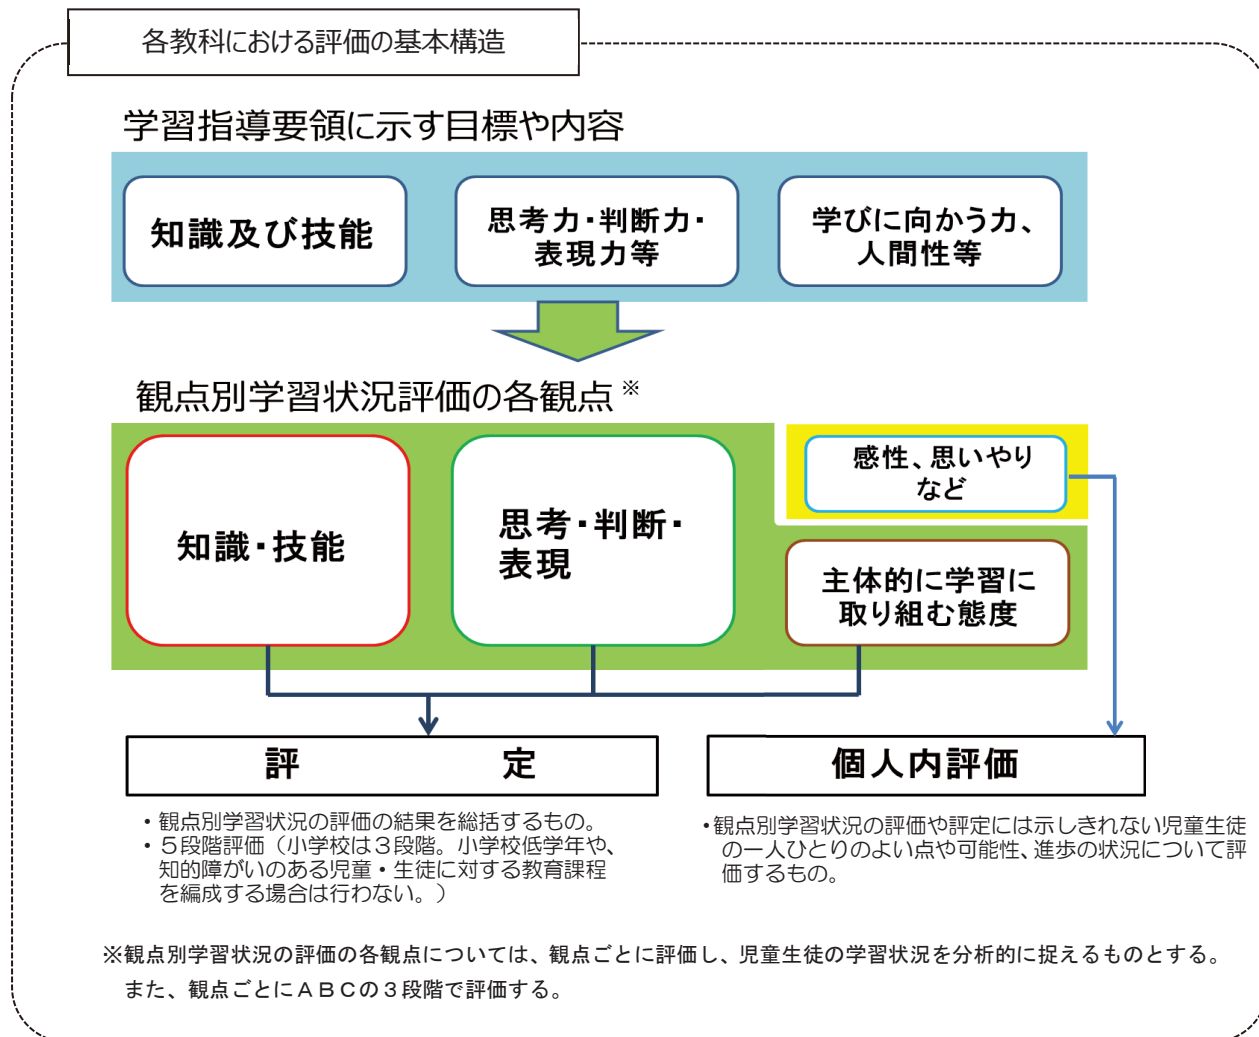 各教科における評価の基本構造
学習指導要領に示す目標や内容
知識及び技能
思考力・判断力・
表現力等
学びに向かう力、
人間性等
観点別学習状況評価の各観点※
知識・技能
思考・判断・
表現
感性、思いやり
など
主体的に学習に
取り組む態度
評 定
・観点別学習状況の評価の結果を総括するもの。
・５段階評価（小学校は３段階。小学校低学年や、
知的障がいのある児童・生徒に対する教育課程
を編成する場合は行わない。）
個人内評価
・観点別学習状況の評価や評定には示しきれない児童生徒
の一人ひとりのよい点や可能性、進歩の状況について評
価するもの。
※観点別学習状況の評価の各観点については、観点ごとに評価し、児童生徒の学習状況を分析的に捉えるものとする。
また、観点ごとにＡＢＣの３段階で評価する。